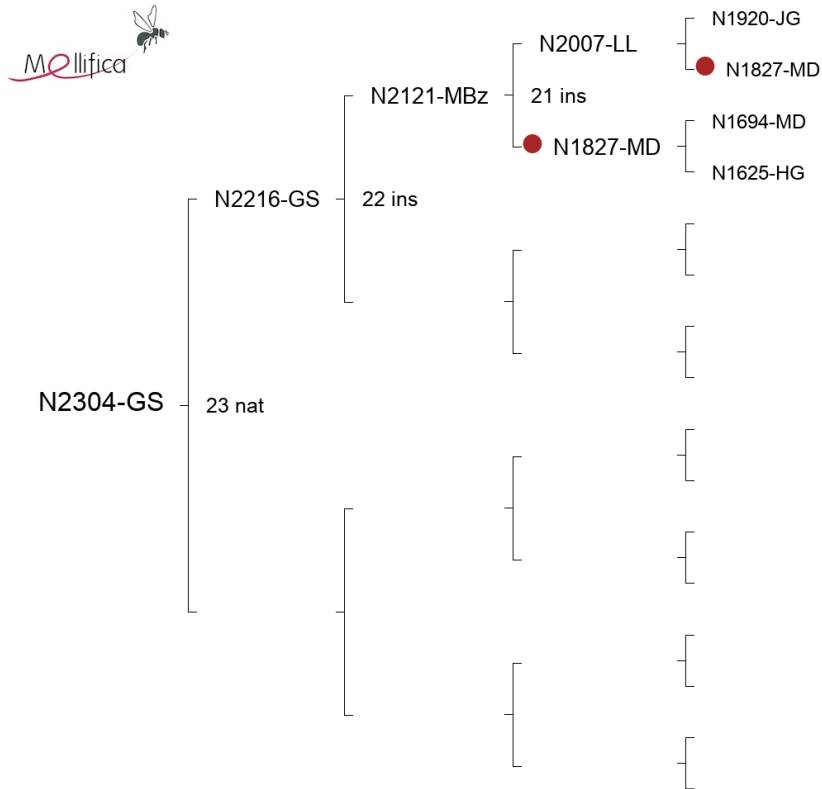 Mellifica
N1920-JG
N2007-LL
N1827-MD
N2121-MBz
21 ins
N1694-MD
N1827-MD
N1625-HG
N2216-GS
22 ins
N2304-GS
23 nat